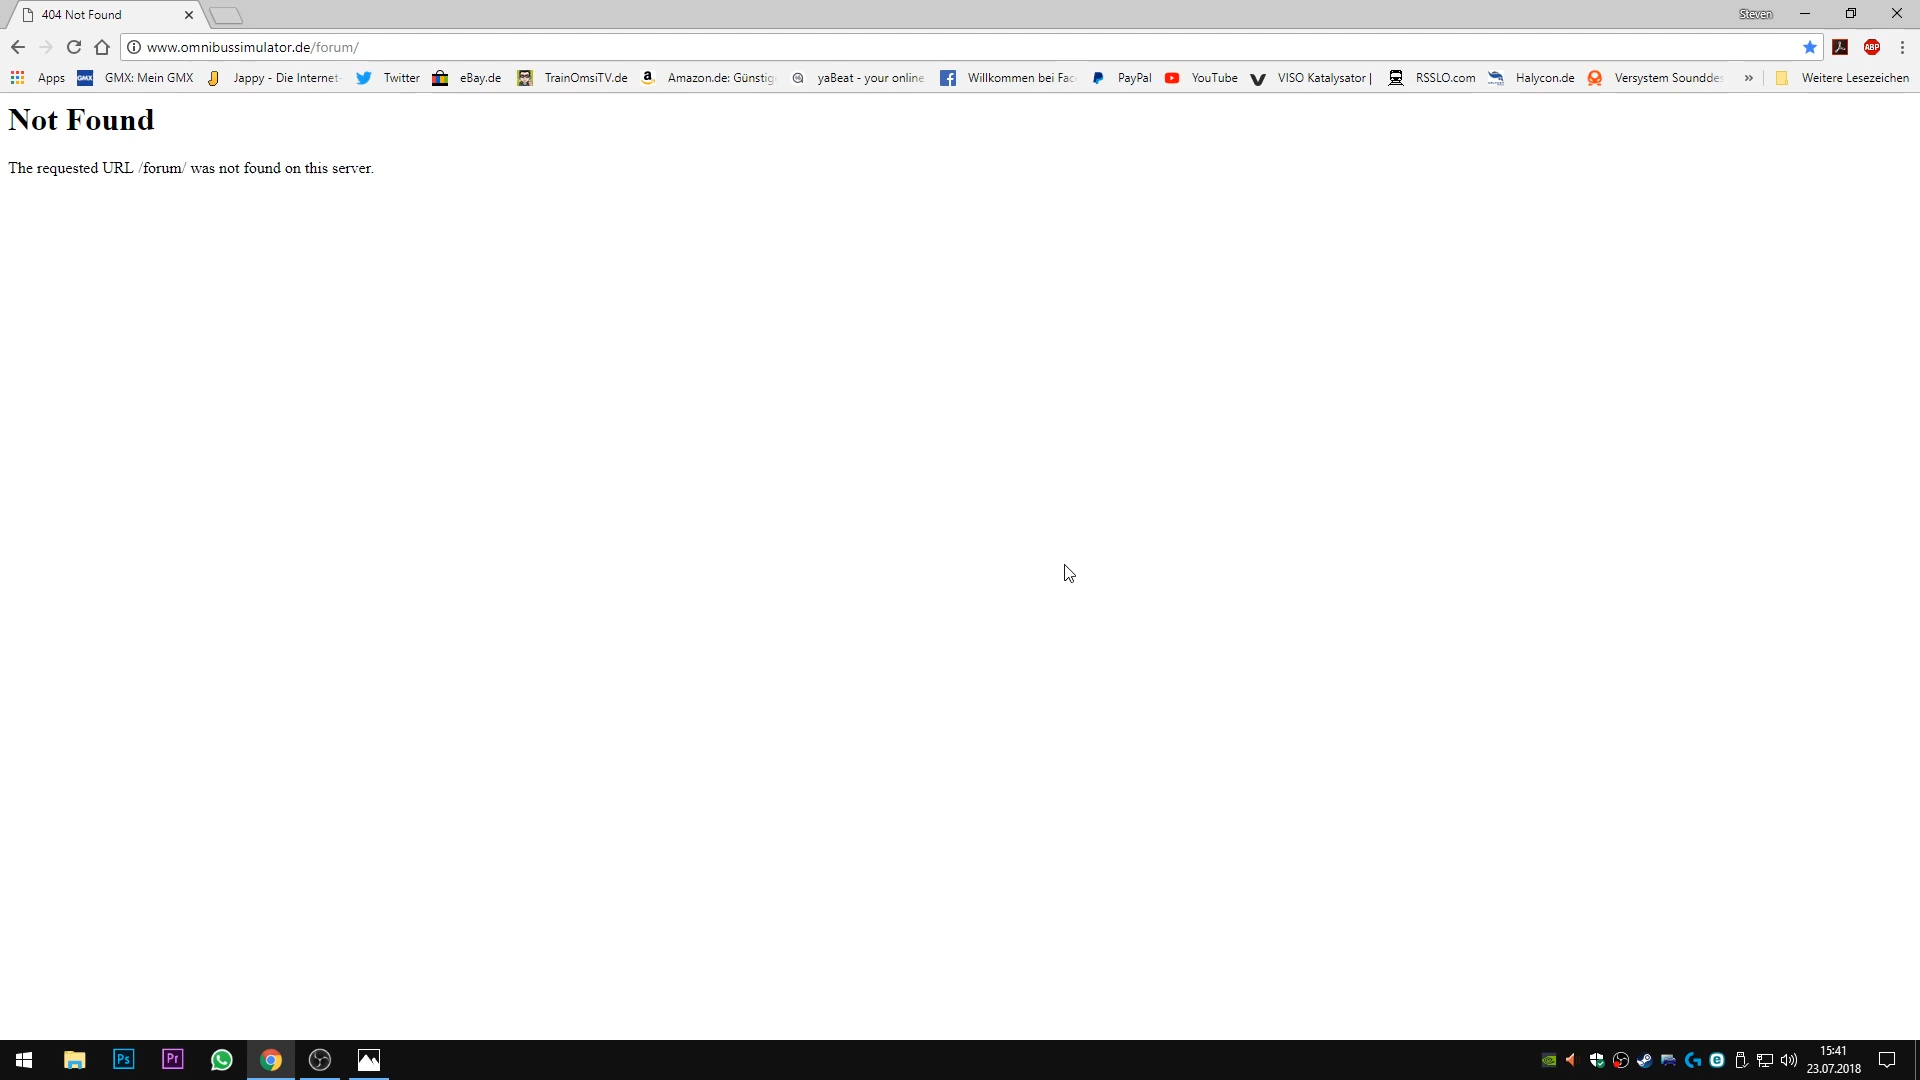 404 Not Found
Steven
www.omnibussimulator.de/forum/
Apps GMX: Mein GMX Jappy - Die Internet- Twitter eBay.de TrainOmsiTV.de Amazon.de: Günstig yaBeat - your online Willkommen bei Fac PayPal YouTube VISO Katalysator | RSSLO.com Halycon.de Versystem Sounddes » Weitere Lesezeichen
Not Found
The requested URL /forum/ was not found on this server.
Ps Pr
15:41
23.07.2018